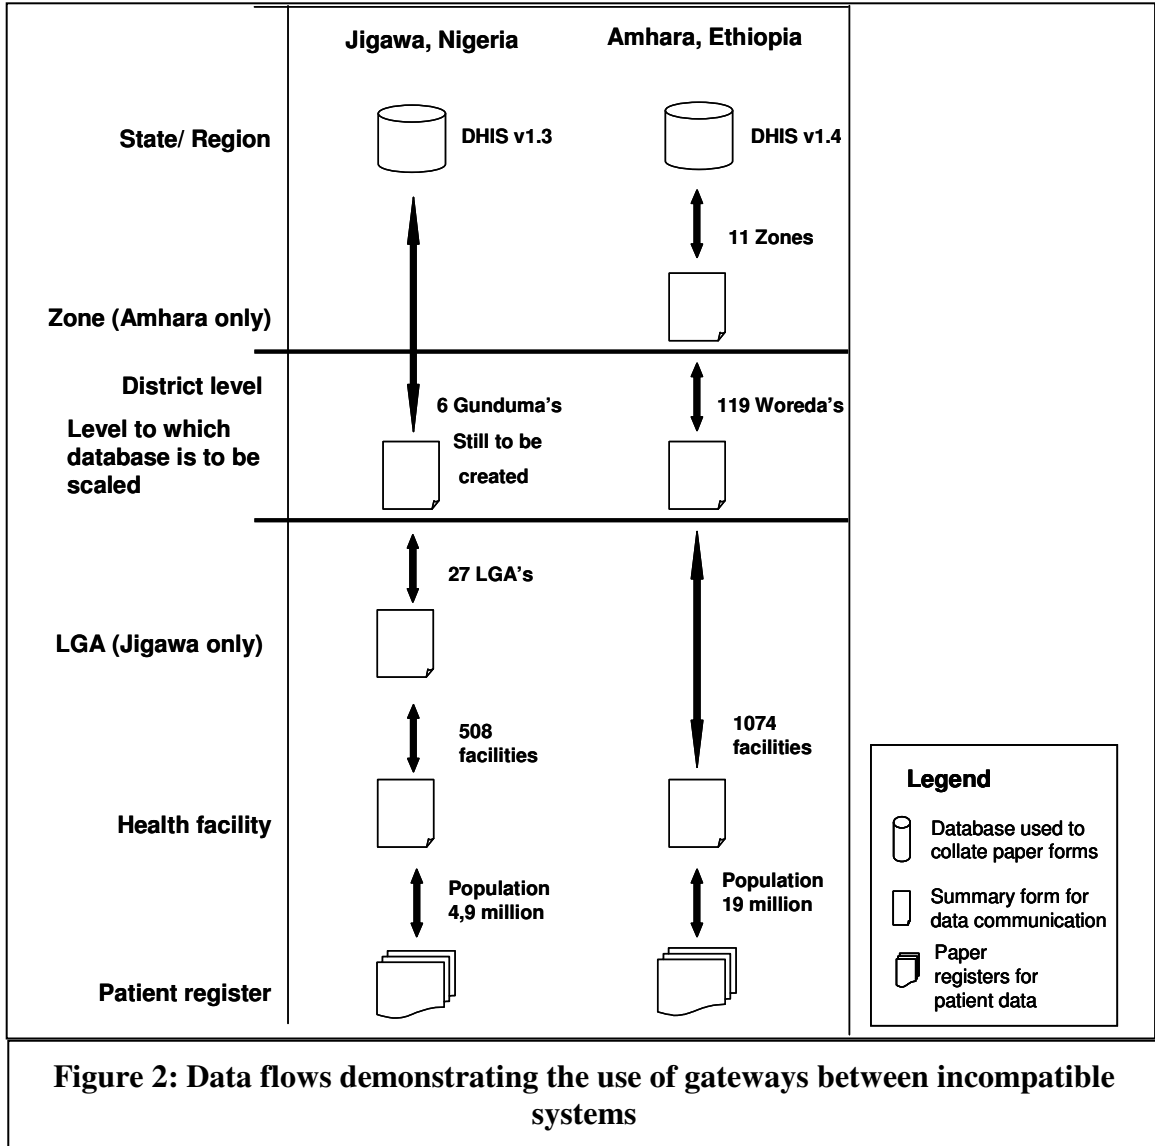 Jigawa, Nigeria
Amhara, Ethiopia
State/ Region
DHIS v1.3
DHIS v1.4
11 Zones
Zone (Amhara only)
District level
Level to which
database is to be
scaled
6 Gunduma's
Still to be
created
119 Woreda's
27 LGA's
LGA (Jigawa only)
508
facilities
1074
facilities
Health facility
Population
4,9 million
Population
19 million
Patient register
Legend
Database used to
collate paper forms
Summary form for
data communication
Paper
registers for
patient data
Figure 2: Data flows demonstrating the use of gateways between incompatible
systems